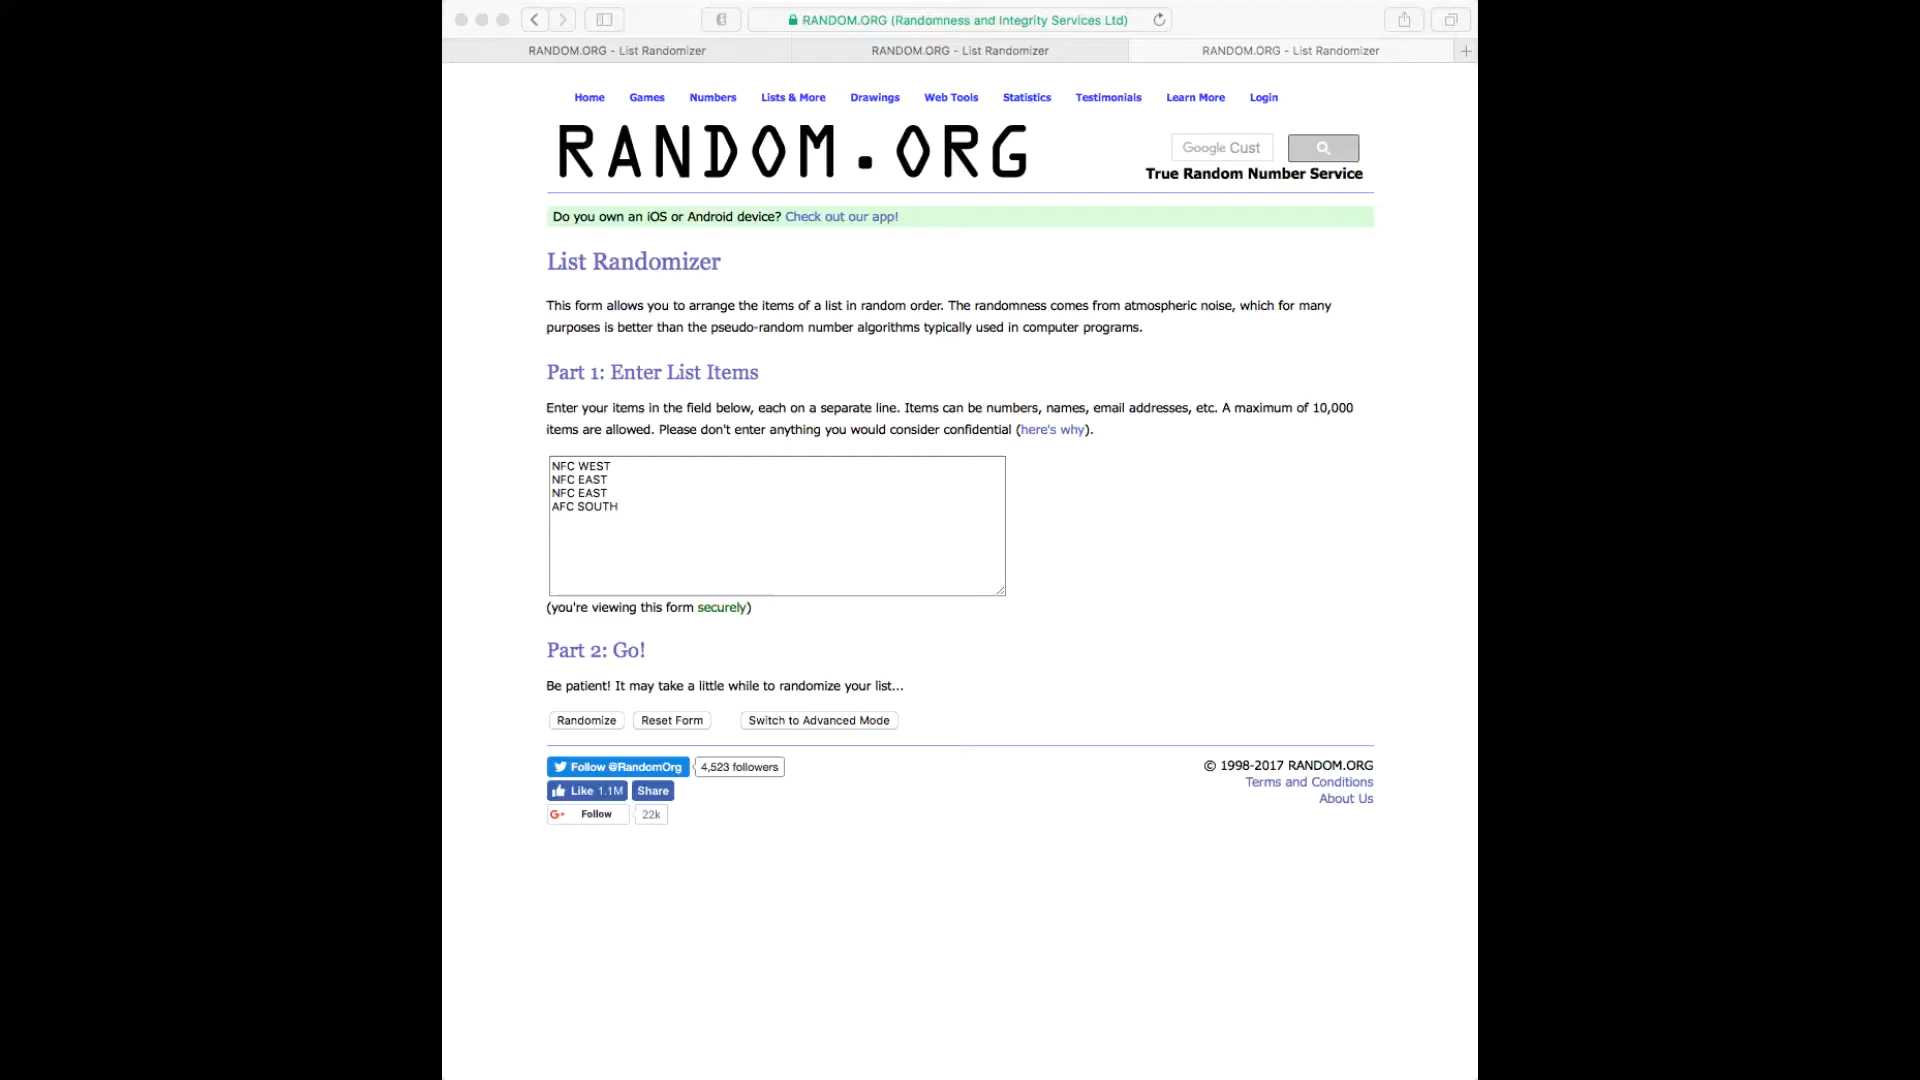 RANDOM.ORG (Randomness and Integrity Services Ltd)
RANDOM.ORG - List Randomizer
RANDOM.ORG - List Randomizer
RANDOM.ORG - List Randomizer
Home Games Numbers Lists & More Drawings Web Tools Statistics Testimonials Learn More Login
RANDOM.ORG
Google Cust
True Random Number Service
Do you own an iOS or Android device? Check out our app!
List Randomizer
This form allows you to arrange the items of a list in random order. The randomness comes from atmospheric noise, which for many
purposes is better than the pseudo-random number algorithms typically used in computer programs.
Part 1: Enter List Items
Enter your items in the field below, each on a separate line. Items can be numbers, names, email addresses, etc. A maximum of 10,000
items are allowed. Please don't enter anything you would consider confidential (here's why).
NFC WEST
NFC EAST
NFC EAST
AFC SOUTH
(you're viewing this form securely)
Part 2: Go!
Be patient! It may take a little while to randomize your list...
Randomize Reset Form Switch to Advanced Mode
Follow @RandomOrg 4,523 followers
Like 1.1M Share
G+ Follow 22k
© 1998-2017 RANDOM.ORG
Terms and Conditions
About Us